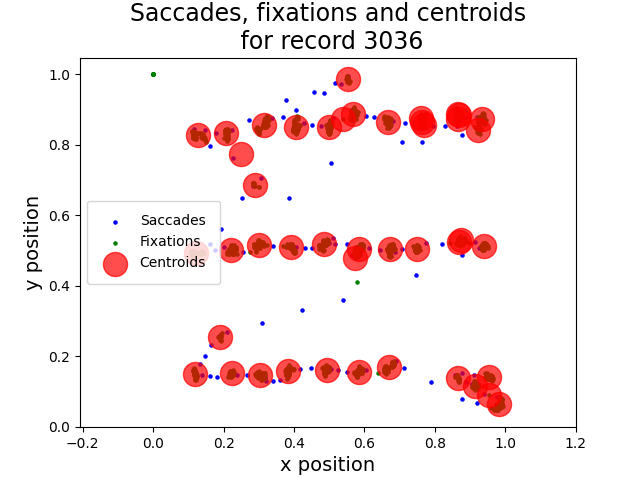 Saccades, fixations and centroids
for record 3036
1.0
0.8
0.6
0.4
0.2
0.0
y position
Saccades
Fixations
Centroids
−0.2
0.0
0.2
0.4
0.6
0.8
1.0
1.2
x position